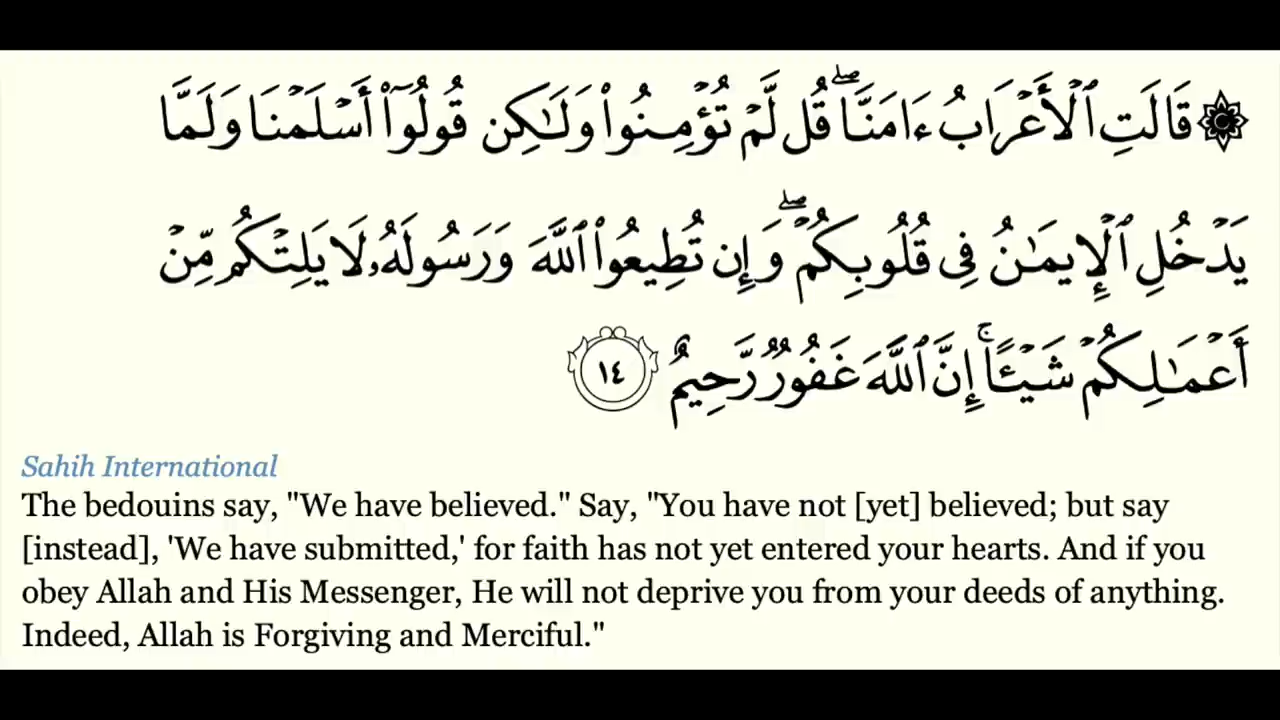 ۞ قَالَتِ ٱلْأَعْرَابُ ءَامَنَّا ۖ قُل لَّمْ تُؤْمِنُوا۟ وَلَـٰكِن قُولُوٓا۟ أَسْلَمْنَا وَلَمَّا
يَدْخُلِ ٱلْإِيمَـٰنُ فِى قُلُوبِكُمْ ۖ وَإِن تُطِيعُوا۟ ٱللَّهَ وَرَسُولَهُۥ لَا يَلِتْكُم مِّنْ
أَعْمَـٰلِكُمْ شَيْـًٔا ۚ إِنَّ ٱللَّهَ غَفُورٌ رَّحِيمٌ ١٤
Sahih International
The bedouins say, "We have believed." Say, "You have not [yet] believed; but say
[instead], 'We have submitted,' for faith has not yet entered your hearts. And if you
obey Allah and His Messenger, He will not deprive you from your deeds of anything.
Indeed, Allah is Forgiving and Merciful."